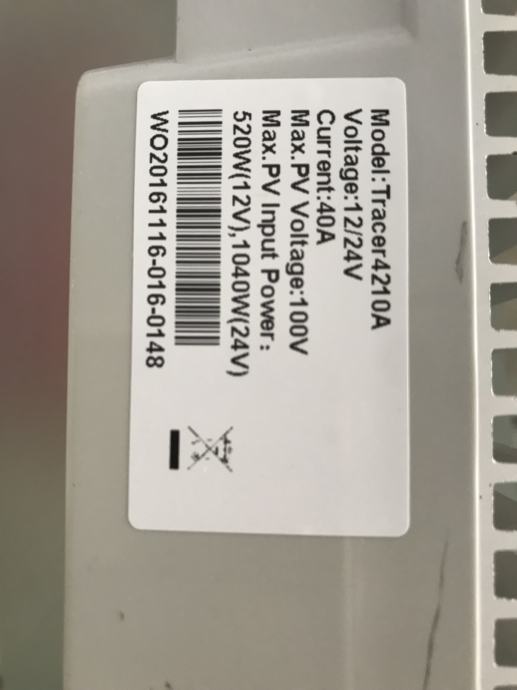 Model:Tracer4210A
Voltage:12/24V
Current:40A
Max.PV Voltage:100V
Max.PV Input Power:
520W(12V),1040W(24V)
WO20161116-016-0148